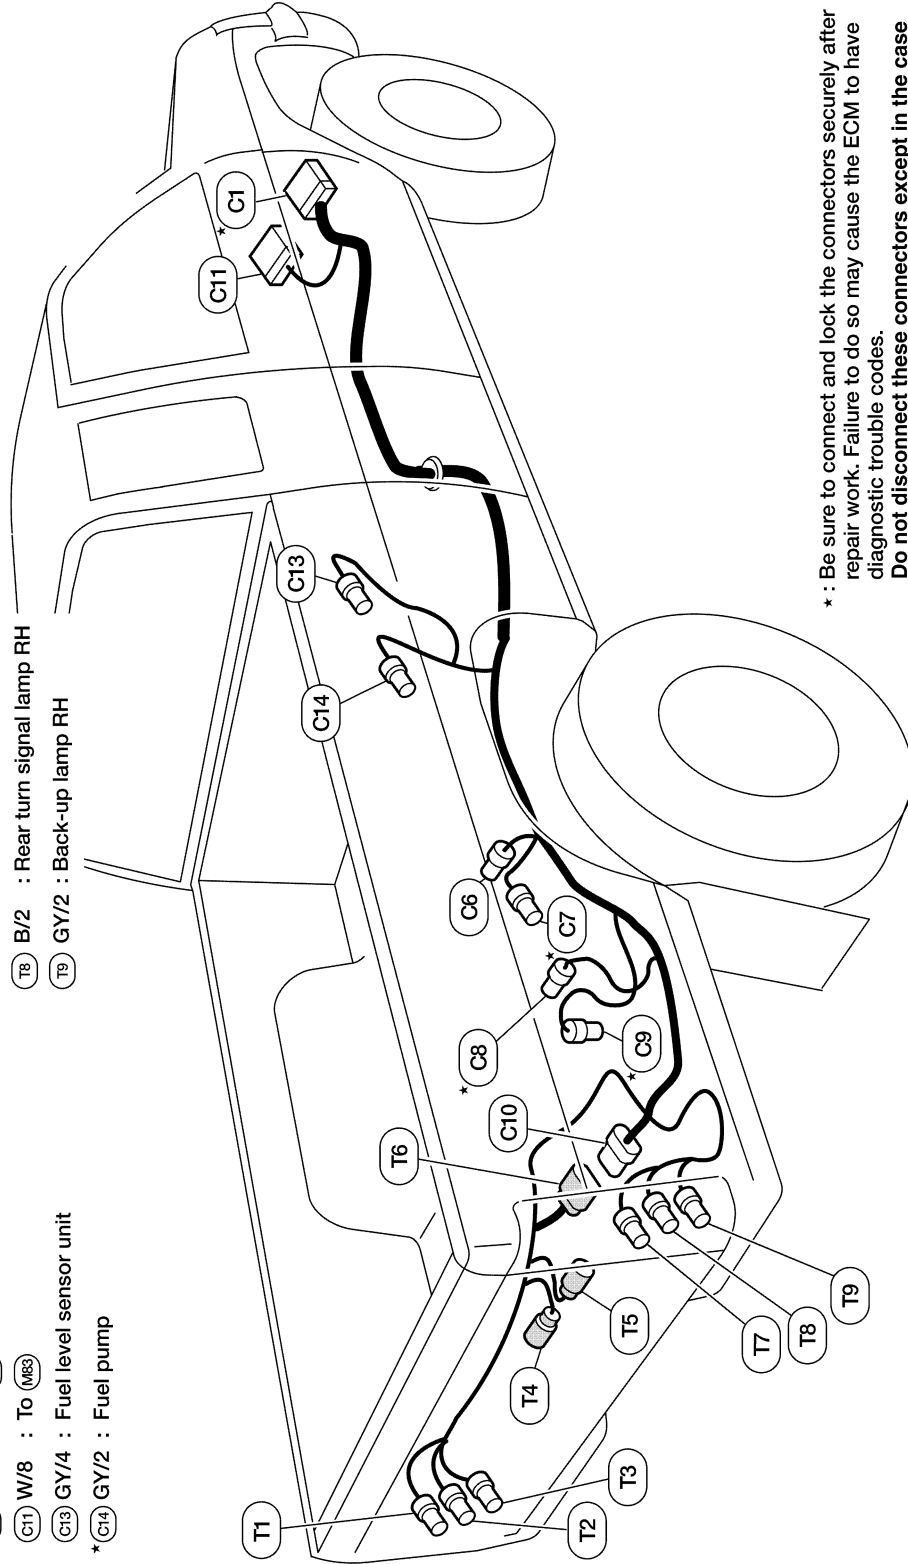 C11 W/8 : To M83
C13 GY/4 : Fuel level sensor unit
★ C14 GY/2 : Fuel pump
T8 B/2 : Rear turn signal lamp RH
T9 GY/2 : Back-up lamp RH
C1
★
C11
C13
C14
C6
C7
★
C8
★
C9
★
C10
T6
T1
T2
T3
T4
T5
T7
T8
T9
★ : Be sure to connect and lock the connectors securely after
repair work. Failure to do so may cause the ECM to have
diagnostic trouble codes.
Do not disconnect these connectors except in the case